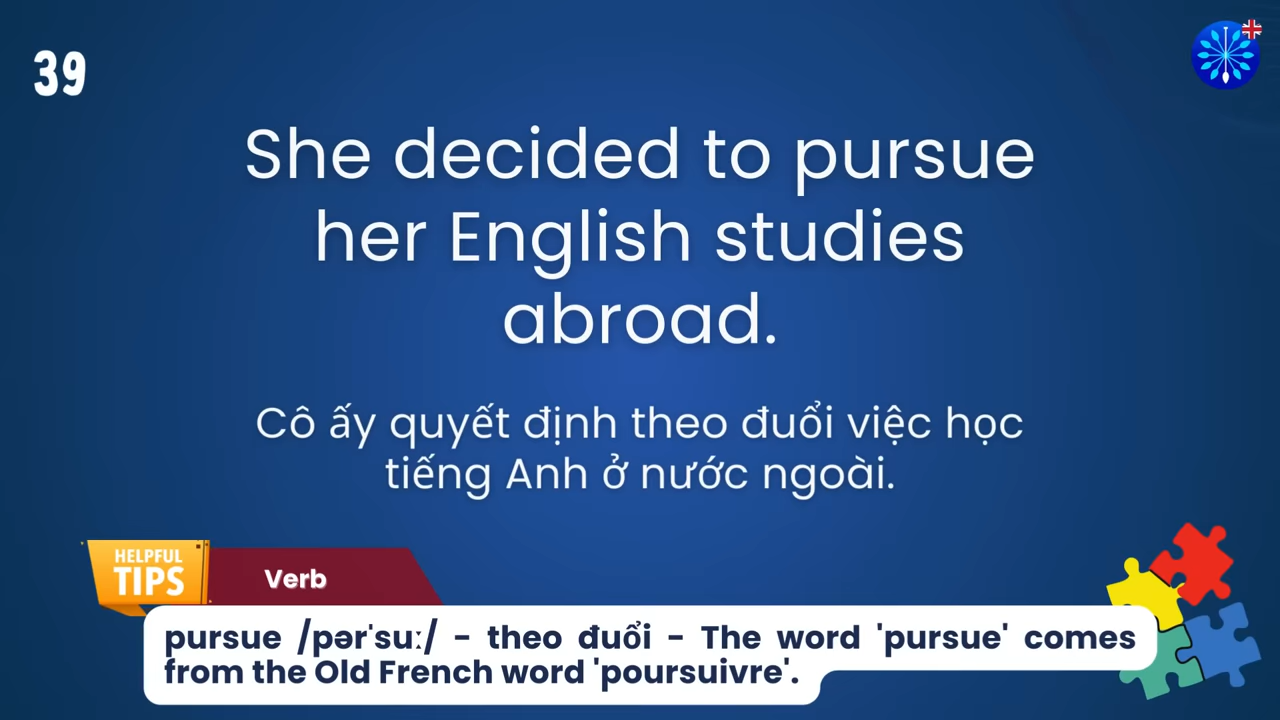 39
She decided to pursue
her English studies
abroad.
Cô ấy quyết định theo đuổi việc học
tiếng Anh ở nước ngoài.
HELPFUL
TIPS
Verb
pursue /pərˈsuː/ - theo đuổi - The word 'pursue' comes
from the Old French word 'poursuivre'.